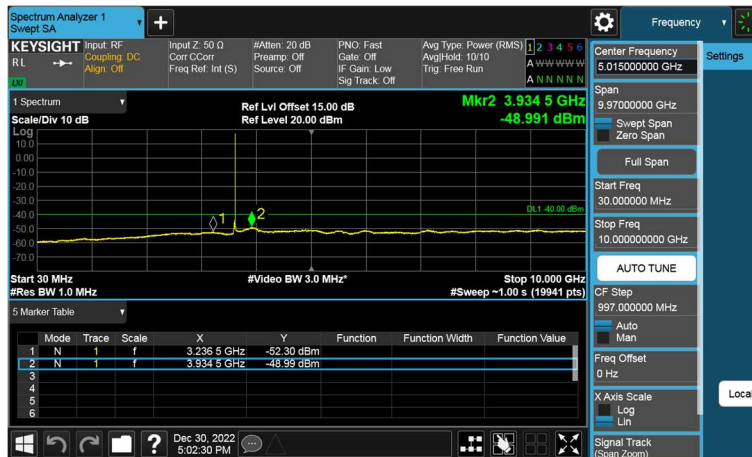 Spectrum Analyzer 1
Swept SA
Frequency
KEYSIGHT
RL
LXI
Input: RF
Coupling: DC
Align: Off
Input Z: 50 Ω
Corr CCorr
Freq Ref: Int (S)
#Atten: 20 dB
Preamp: Off
Source: Off
PNO: Fast
Gate: Off
IF Gain: Low
Sig Track: Off
Avg Type: Power (RMS)
Avg|Hold: 10/10
Trig: Free Run
1 2 3 4 5 6
A W W W W W
A N N N N N
1 Spectrum
Scale/Div 10 dB
Ref Lvl Offset 15.00 dB
Ref Level 20.00 dBm
Mkr2 3.934 5 GHz
-48.991 dBm
Log
10.0
0.00
-10.0
-20.0
-30.0
-40.0
-50.0
-60.0
-70.0
1
2
DL1 -40.00 dBm
Start 30 MHz
#Video BW 3.0 MHz*
Stop 10.000 GHz
#Res BW 1.0 MHz
#Sweep ~1.00 s (19941 pts)
5 Marker Table
Mode Trace Scale X Y Function Function Width Function Value
1 N 1 f 3.236 5 GHz -52.30 dBm
2 N 1 f 3.934 5 GHz -48.99 dBm
3
4
5
6
?
Dec 30, 2022
5:02:30 PM
Center Frequency
5.015000000 GHz
Settings
Span
9.97000000 GHz
Swept Span
Zero Span
Full Span
Start Freq
30.000000 MHz
Stop Freq
10.000000000 GHz
AUTO TUNE
CF Step
997.000000 MHz
Auto
Man
Freq Offset
0 Hz
X Axis Scale
Log
Lin
Local
Signal Track
(Span Zoom)